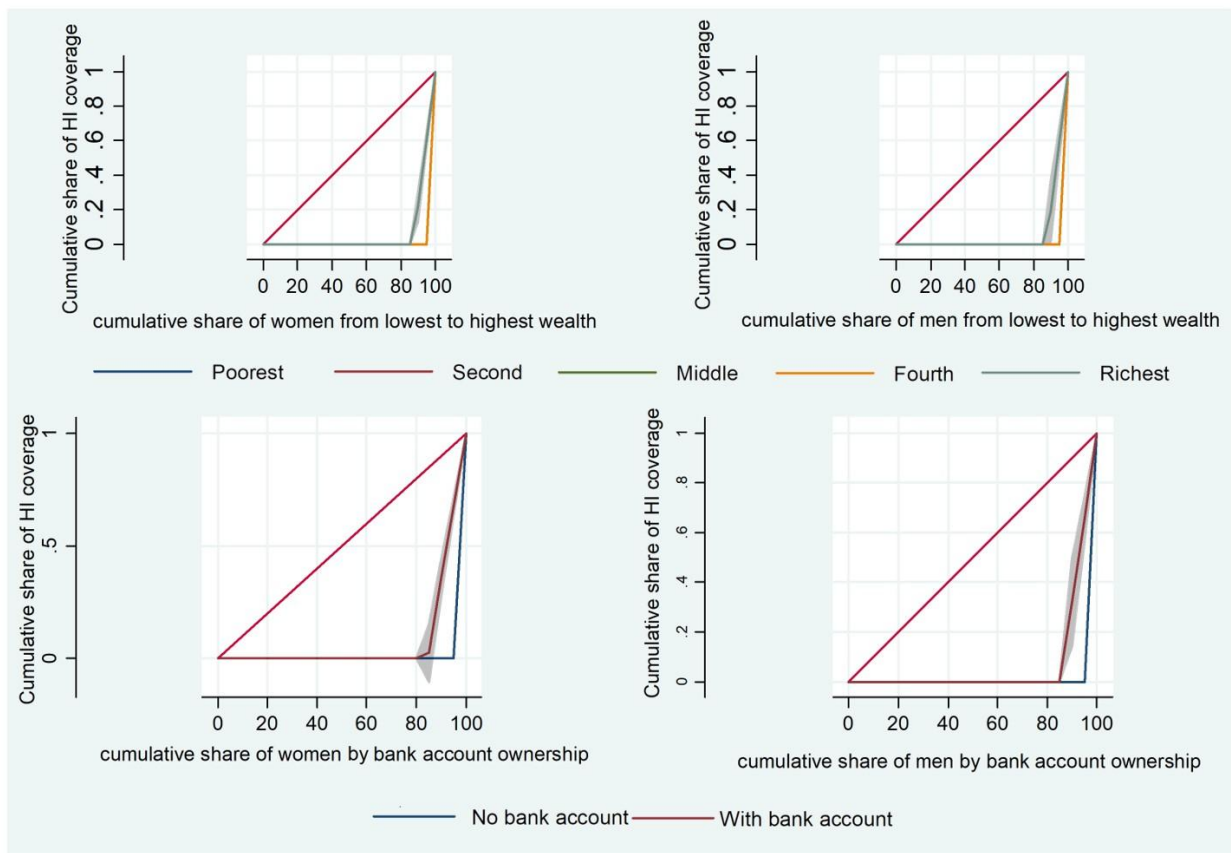 Cumulative share of HI coverage
1
.8
.6
.4
.2
0
0 20 40 60 80 100
cumulative share of women from lowest to highest wealth
Cumulative share of HI coverage
1
.8
.6
.4
.2
0
0 20 40 60 80 100
cumulative share of men from lowest to highest wealth
Poorest Second Middle Fourth Richest
Cumulative share of HI coverage
1
.5
0
0 20 40 60 80 100
cumulative share of women by bank account ownership
Cumulative share of HI coverage
1
.8
.6
.4
.2
0
0 20 40 60 80 100
cumulative share of men by bank account ownership
No bank account With bank account